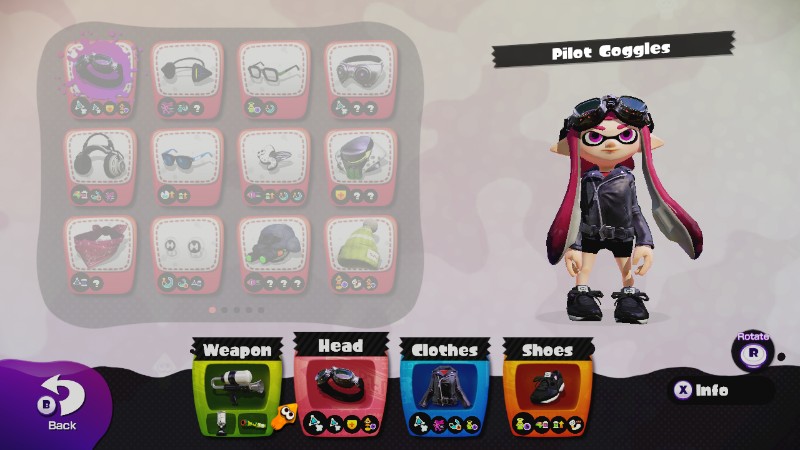 Pilot Goggles
? 
? ?
? ?
?
? ? ?
Weapon
Head
Clothes
Shoes
Rotate
R
X Info
B
Back